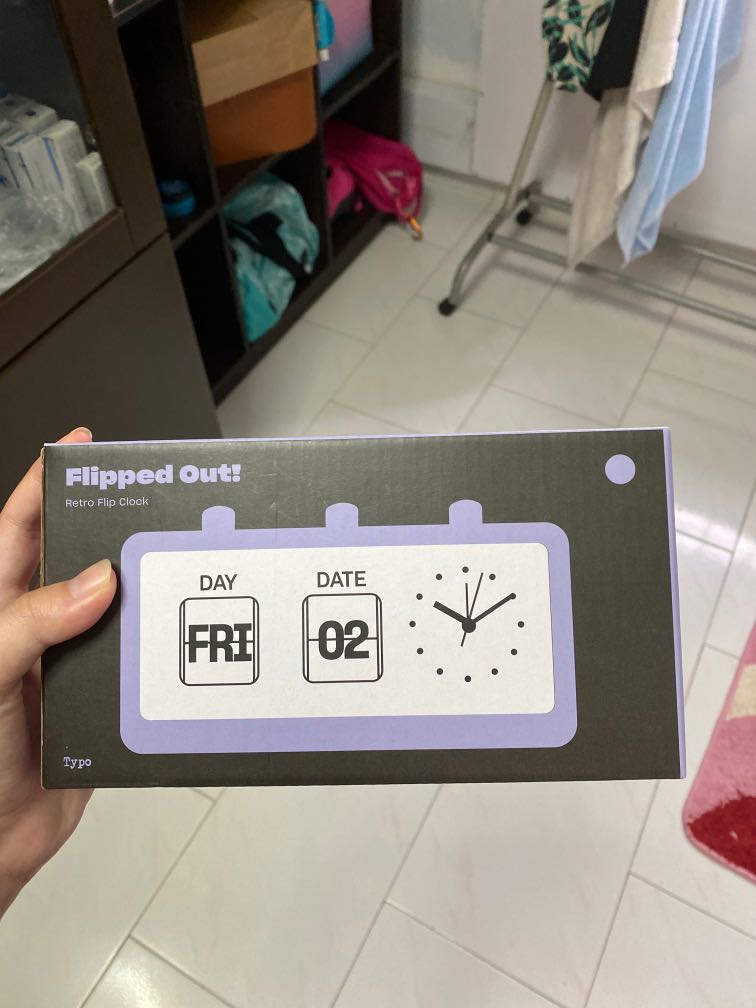 Flipped Out!
Retro Flip Clock
DAY
DATE
FRI
02
Typo